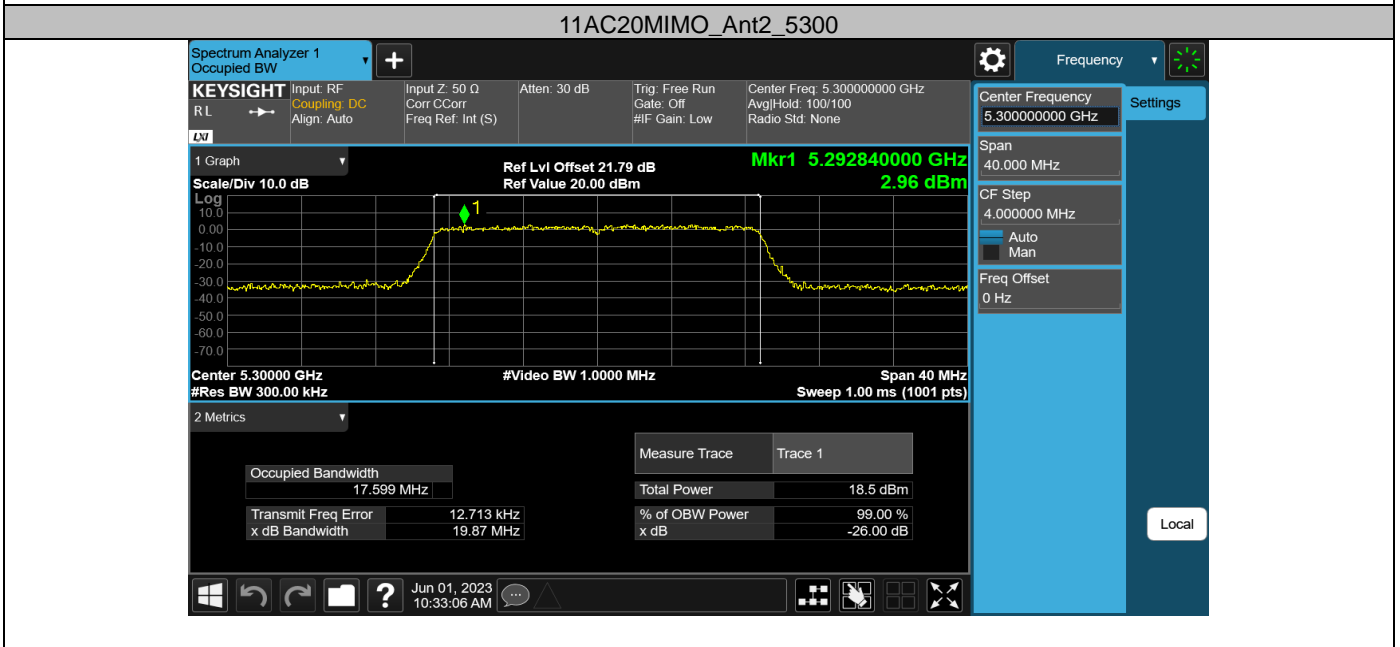 11AC20MIMO_Ant2_5300
Spectrum Analyzer 1
Occupied BW
+
Frequency
KEYSIGHT
RL
LXI
Input: RF
Coupling: DC
Align: Auto
Input Z: 50 Ω
Corr CCorr
Freq Ref: Int (S)
Atten: 30 dB
Trig: Free Run
Gate: Off
#IF Gain: Low
Center Freq: 5.300000000 GHz
Avg|Hold: 100/100
Radio Std: None
Center Frequency
5.300000000 GHz
Settings
Span
40.000 MHz
CF Step
4.000000 MHz
Auto
Man
Freq Offset
0 Hz
Local
1 Graph
Scale/Div 10.0 dB
Ref Lvl Offset 21.79 dB
Ref Value 20.00 dBm
Mkr1 5.292840000 GHz
2.96 dBm
Log
10.0
0.00
-10.0
-20.0
-30.0
-40.0
-50.0
-60.0
-70.0
1
Center 5.30000 GHz
#Res BW 300.00 kHz
#Video BW 1.0000 MHz
Span 40 MHz
Sweep 1.00 ms (1001 pts)
2 Metrics
Measure Trace
Trace 1
Occupied Bandwidth
17.599 MHz
Total Power
18.5 dBm
Transmit Freq Error
12.713 kHz
% of OBW Power
99.00 %
x dB Bandwidth
19.87 MHz
x dB
-26.00 dB
?
Jun 01, 2023
10:33:06 AM